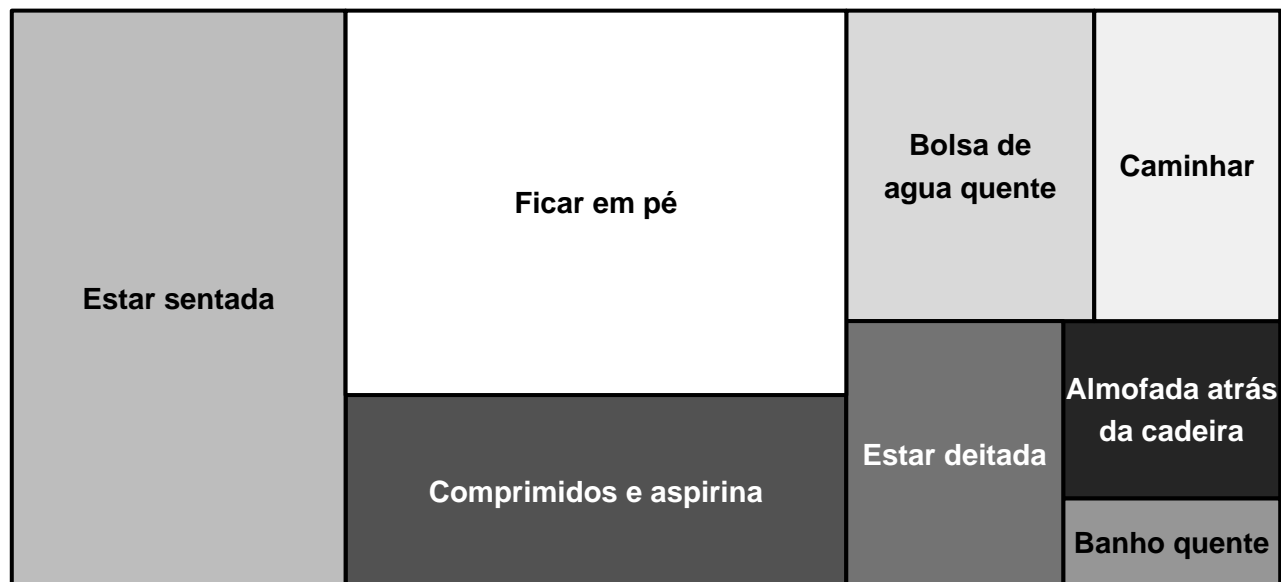 Estar sentada
Ficar em pé
Comprimidos e aspirina
Bolsa de
agua quente
Caminhar
Estar deitada
Almofada atrás
da cadeira
Banho quente